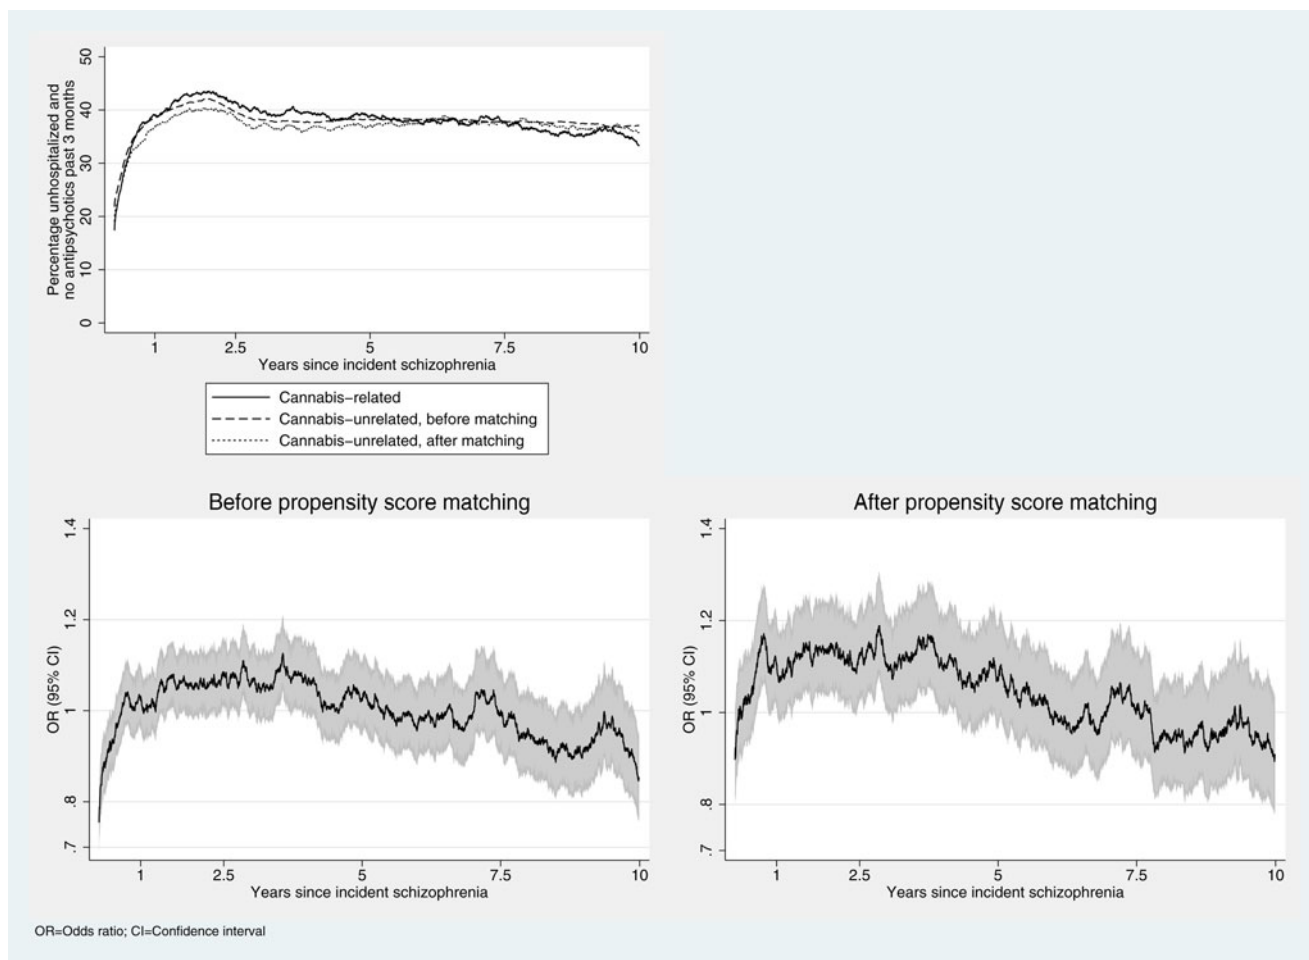 Percentage unhospitalized and
no antipsychotics past 3 months
50
40
30
20
10
0
1 2.5 5 7.5 10
Years since incident schizophrenia
Cannabis−related
Cannabis−unrelated, before matching
Cannabis−unrelated, after matching
Before propensity score matching
OR (95% CI)
1.4
1.2
1
.8
.7
1 2.5 5 7.5 10
Years since incident schizophrenia
After propensity score matching
OR (95% CI)
1.4
1.2
1
.8
.7
1 2.5 5 7.5 10
Years since incident schizophrenia
OR=Odds ratio; CI=Confidence interval